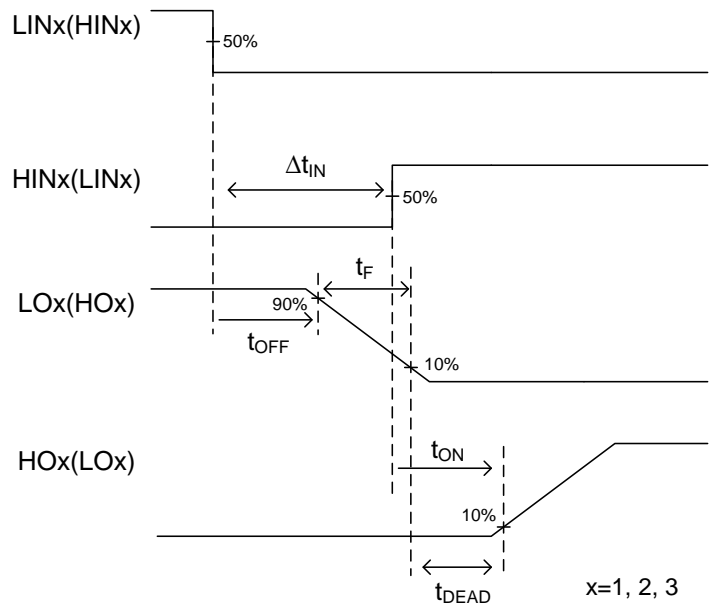 LINx(HINx)
50%
ΔtIN
HINx(LINx)
50%
tF
LOx(HOx)
90%
tOFF
10%
tON
HOx(LOx)
10%
tDEAD
x=1, 2, 3